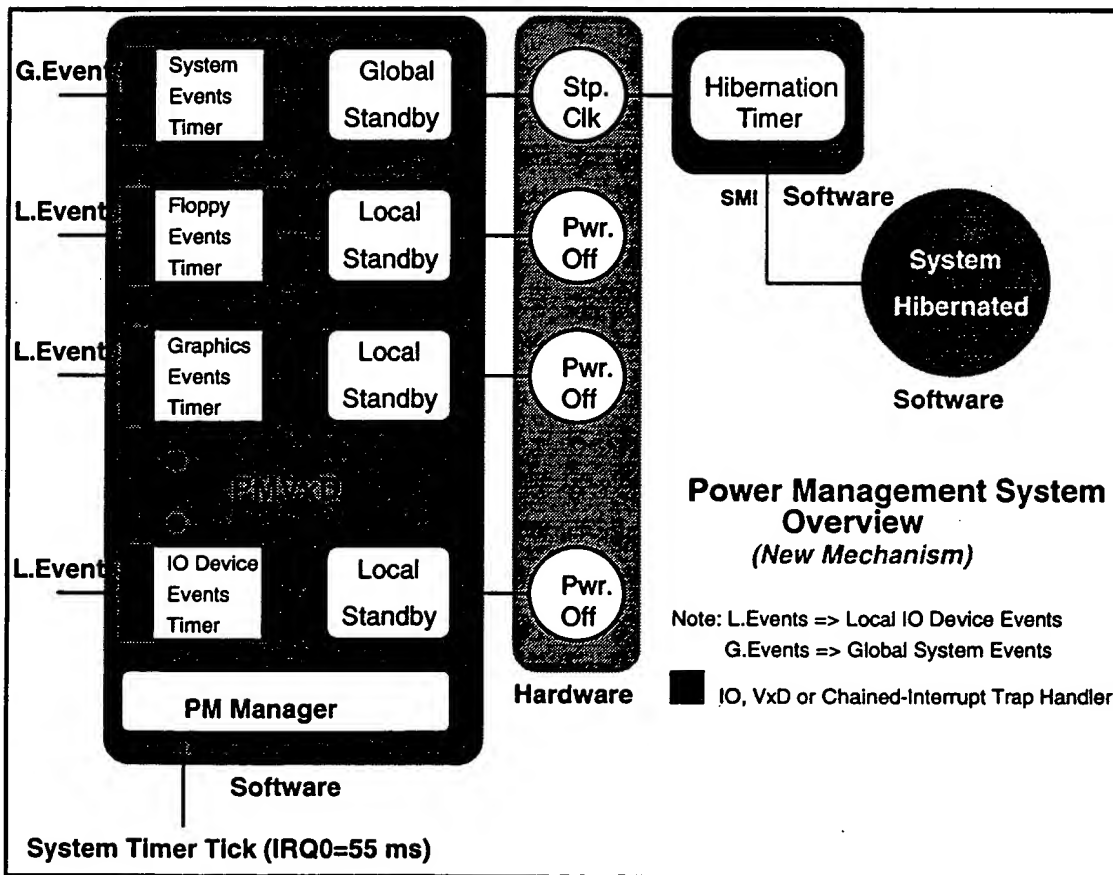 G.Event
System
Events
Timer
Global
Standby
Stp.
Clk
Hibernation
Timer
SMI
Software
System
Hibernated
Software
L.Event
Floppy
Events
Timer
Local
Standby
Pwr.
Off
L.Event
Graphics
Events
Timer
Local
Standby
Pwr.
Off
PMVxD
L.Event
IO Device
Events
Timer
Local
Standby
Pwr.
Off
PM Manager
Hardware
Software
System Timer Tick (IRQ0=55 ms)
Power Management System
Overview
(New Mechanism)
Note: L.Events => Local IO Device Events
G.Events => Global System Events
IO, VxD or Chained-Interrupt Trap Handler